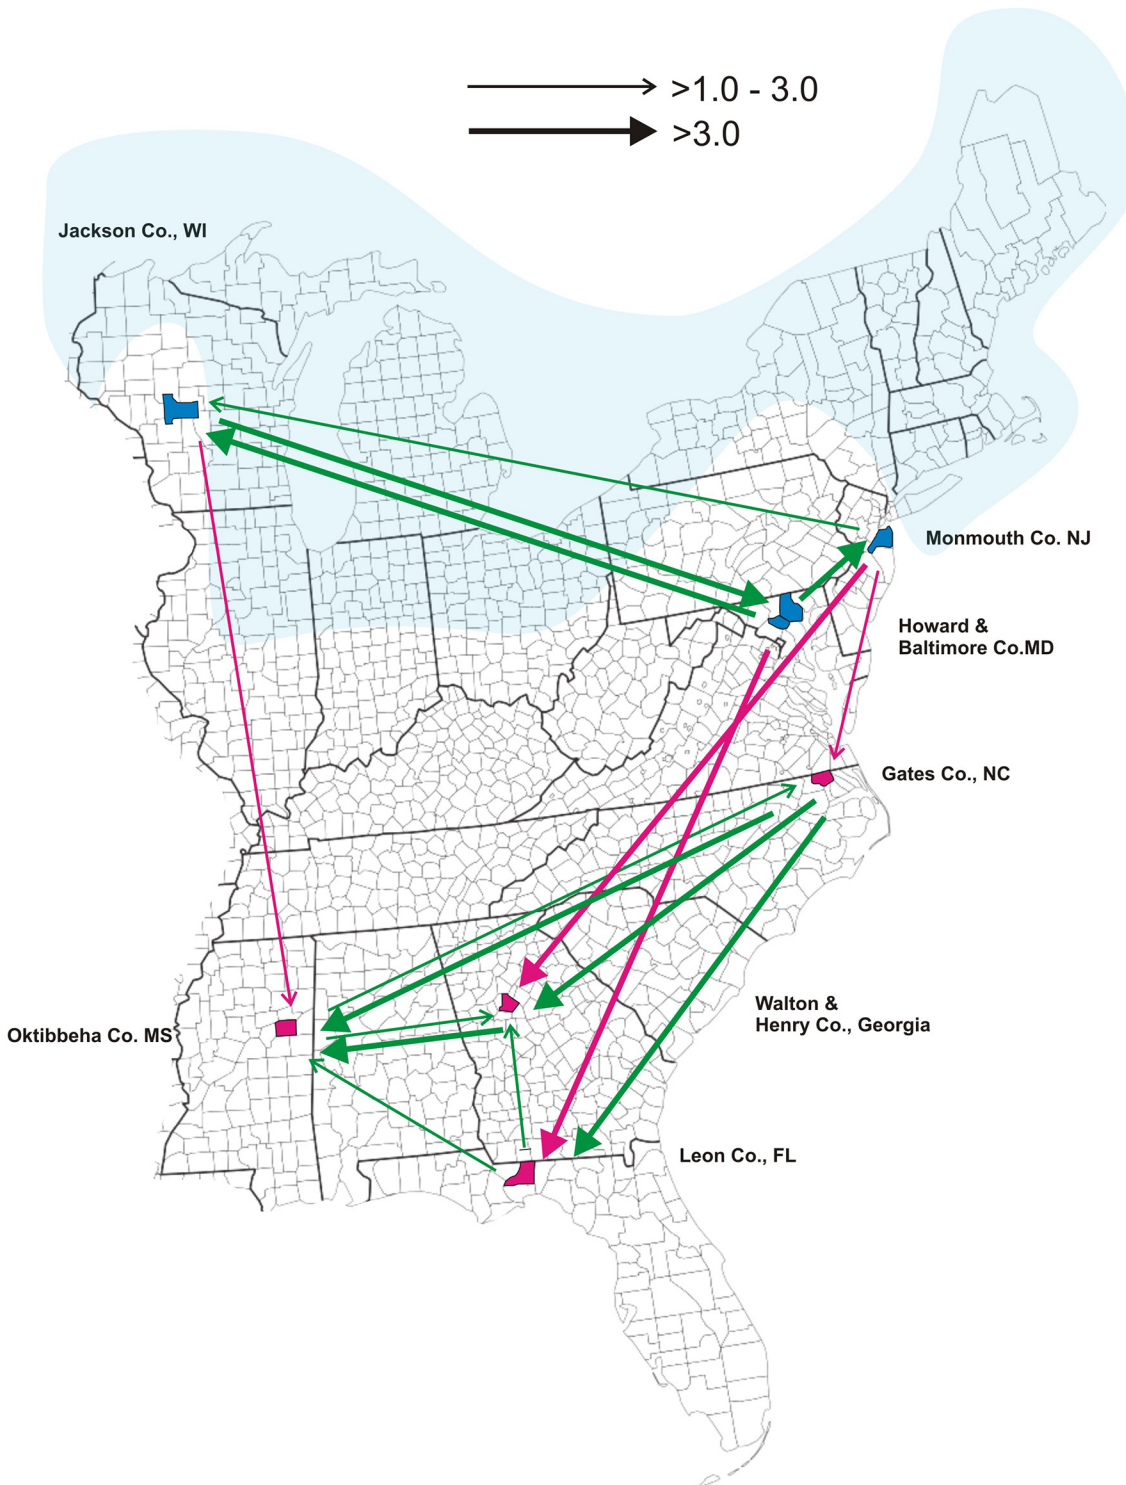 >1.0 - 3.0
>3.0
Jackson Co., WI
Monmouth Co. NJ
Howard &
Baltimore Co.MD
Gates Co., NC
Walton &
Henry Co., Georgia
Oktibbeha Co. MS
Leon Co., FL